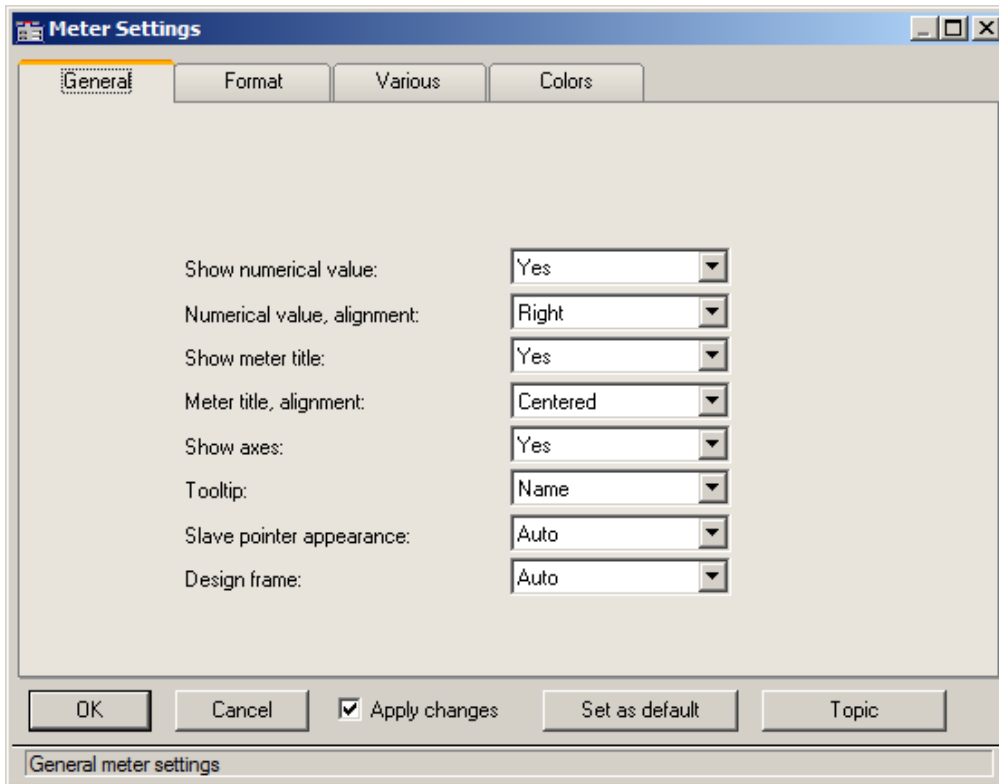 Meter Settings
General Format Various Colors
Show numerical value: Yes
Numerical value, alignment: Right
Show meter title: Yes
Meter title, alignment: Centered
Show axes: Yes
Tooltip: Name
Slave pointer appearance: Auto
Design frame: Auto
OK Cancel Apply changes Set as default Topic
General meter settings